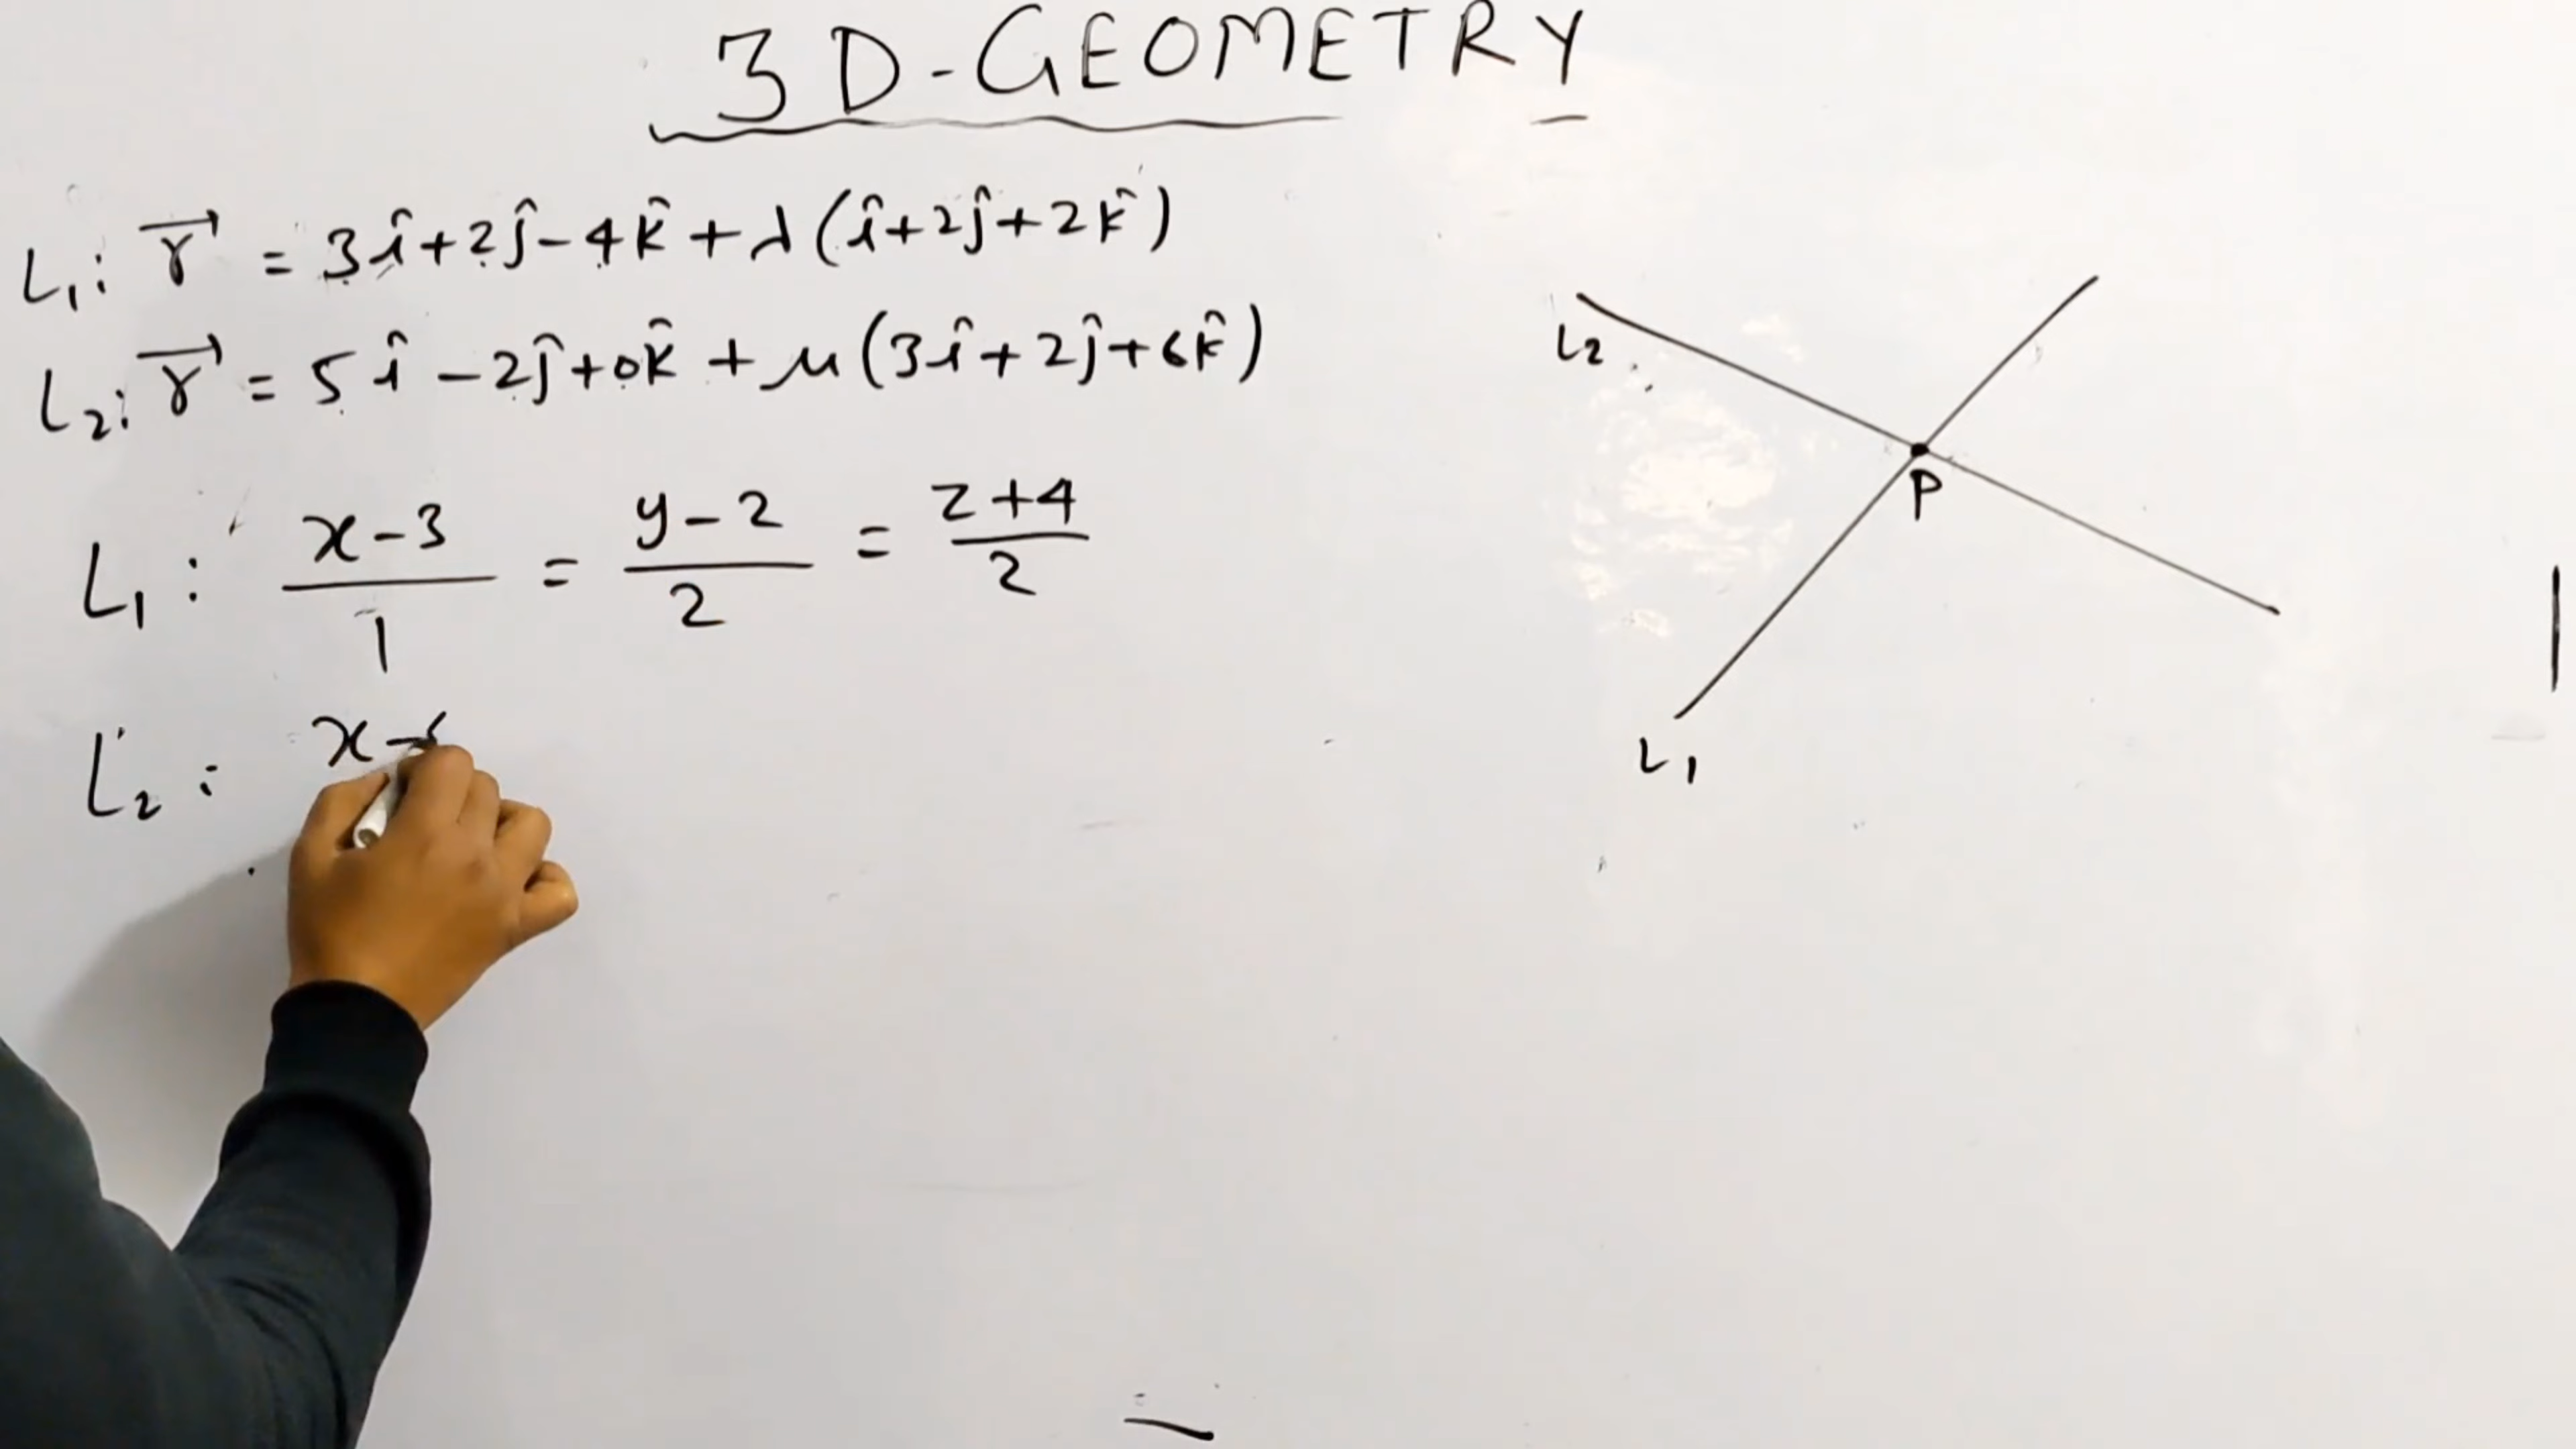 3D-GEOMETRY
L₁: r⃗ = 3î+2ĵ-4k̂+λ(î+2ĵ+2k̂)
L₂: r⃗ = 5î-2ĵ+0k̂+μ(3î+2ĵ+6k̂)
L₁: (x-3)/1 = (y-2)/2 = (z+4)/2
L₂: x-
L₂
P
L₁